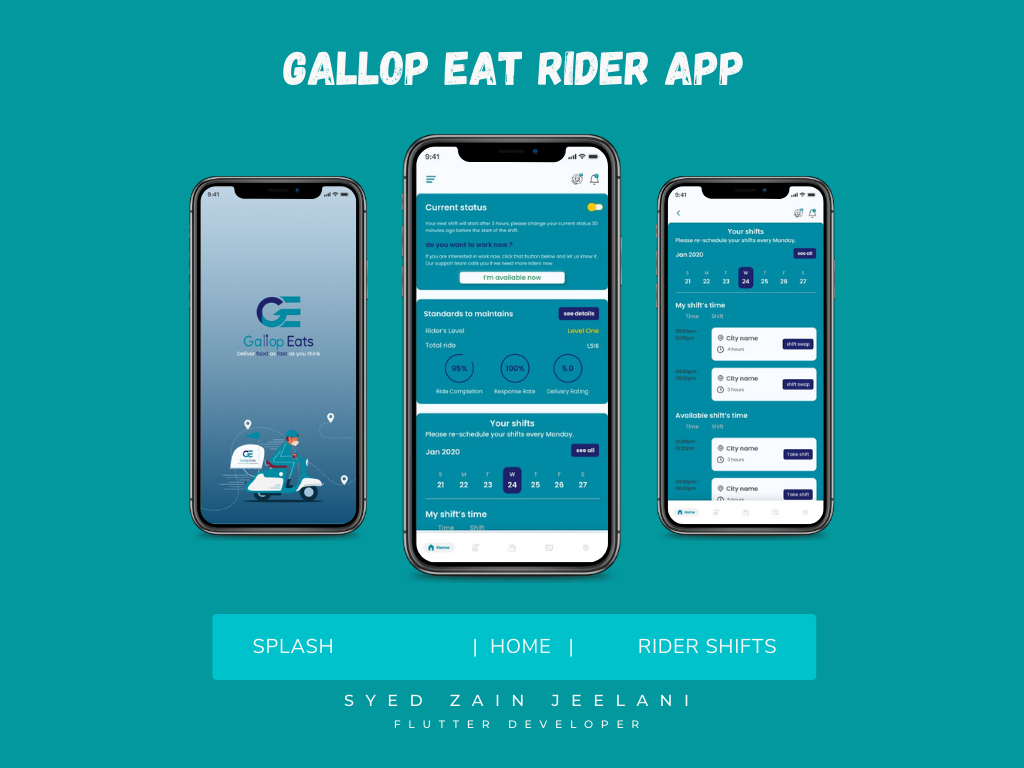 GALLOP EAT RIDER APP
9:41
GE
Gallop Eats
Deliver food as fast as you think
GE
9:41
Current status
Your next shift will start after 3 hours, please change your current status 30
minutes ago before the start of the shift.
do you want to work now ?
If you are interested in work now, click that button below and let us know it.
Our support team calls you if we need more riders now.
I'm available now
Standards to maintains
see details
Rider's Level
Level One
Total ride
1,516
95%
100%
5.0
Ride Completion
Response Rate
Delivery Rating
Your shifts
Please re-schedule your shifts every Monday.
Jan 2020
see all
S M T W T F S
21 22 23 24 25 26 27
My shift's time
Time Shift
Home
9:41
Your shifts
Please re-schedule your shifts every Monday.
Jan 2020
see all
S M T W T F S
21 22 23 24 25 26 27
My shift's time
Time Shift
City name
4 hours
shift swap
City name
3 hours
shift swap
Available shift's time
Time Shift
City name
3 hours
Take shift
City name
Take shift
Home
SPLASH | HOME | RIDER SHIFTS
SYED ZAIN JEELANI
FLUTTER DEVELOPER